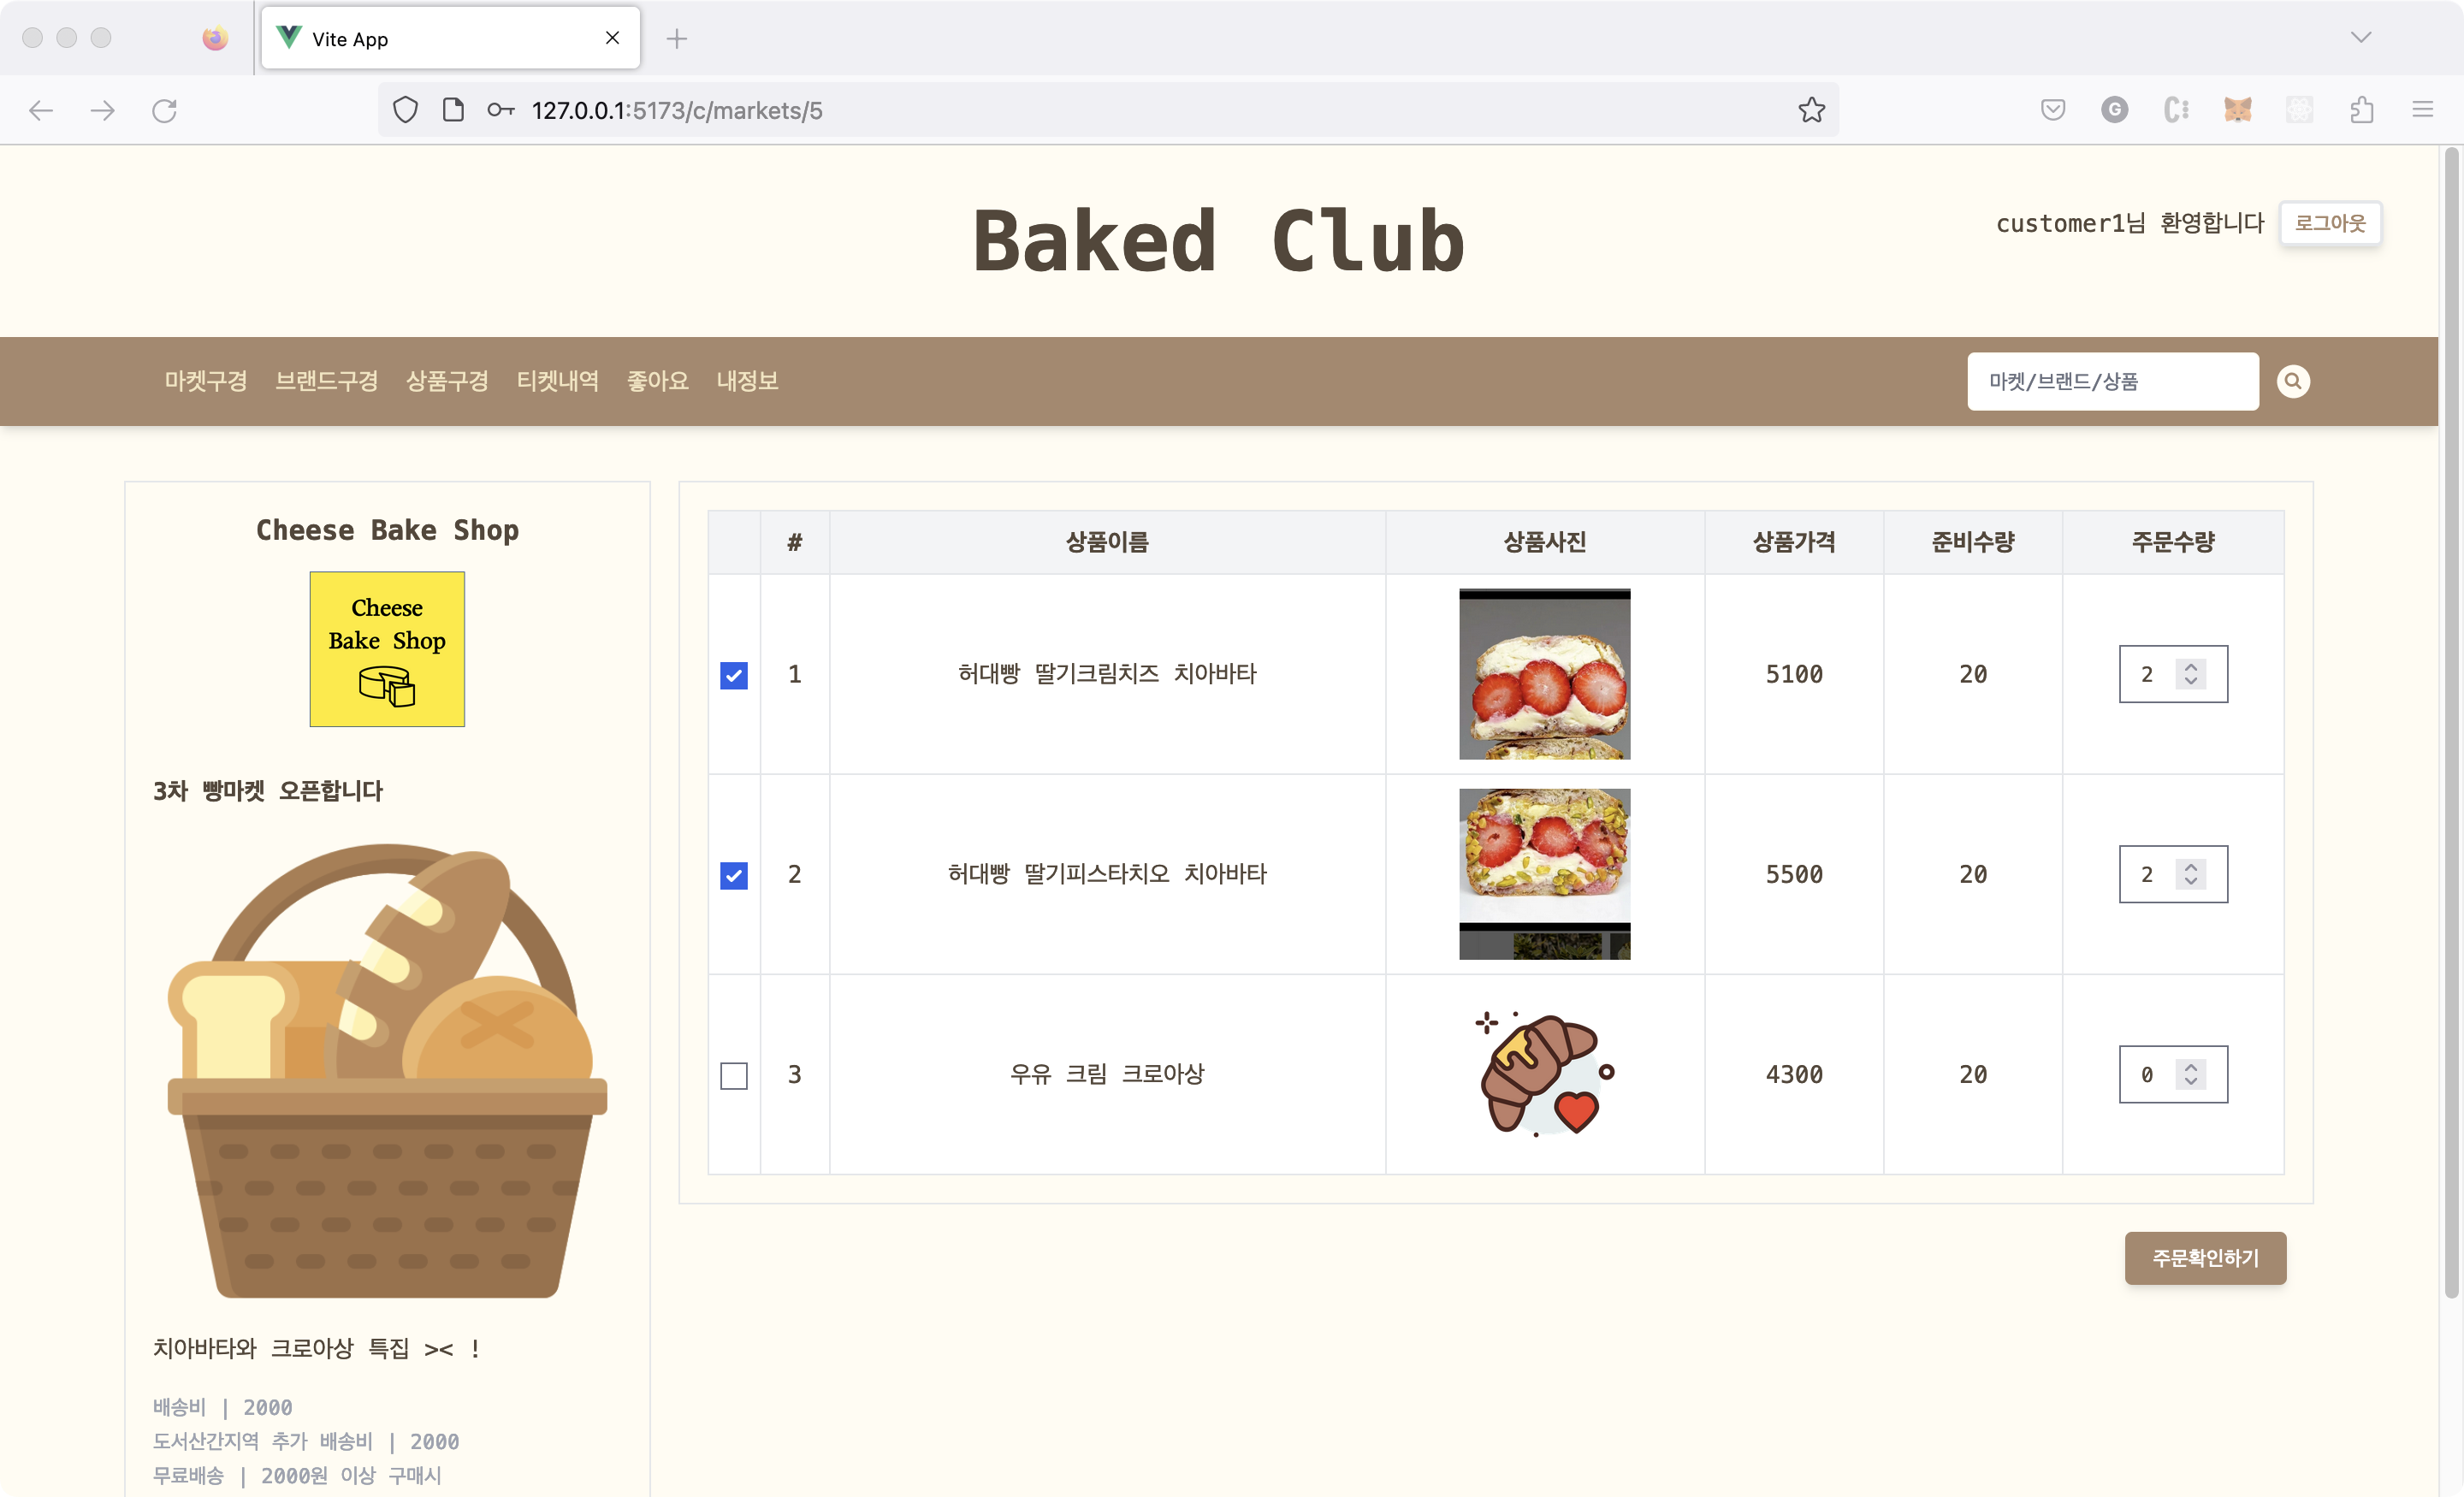 Vite App
127.0.0.1:5173/c/markets/5
G
Baked Club
customer1님 환영합니다
로그아웃
마켓구경 브랜드구경 상품구경 티켓내역 좋아요 내정보
마켓/브랜드/상품
Cheese Bake Shop
Cheese
Bake Shop
3차 빵마켓 오픈합니다
치아바타와 크로아상 특집 >< !
배송비 | 2000
도서산간지역 추가 배송비 | 2000
무료배송 | 2000원 이상 구매시
# 상품이름 상품사진 상품가격 준비수량 주문수량
1 허대빵 딸기크림치즈 치아바타 5100 20 2
2 허대빵 딸기피스타치오 치아바타 5500 20 2
3 우유 크림 크로아상 4300 20 0
주문확인하기